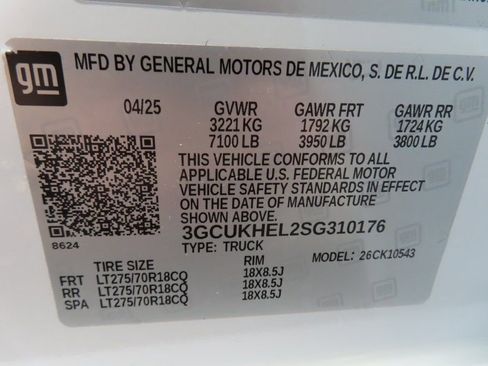 gm
MFD BY GENERAL MOTORS DE MEXICO, S. DE R.L. DE C.V.
04/25 GVWR GAWR FRT GAWR RR
3221 KG 1792 KG 1724 KG
7100 LB 3950 LB 3800 LB
THIS VEHICLE CONFORMS TO ALL
APPLICABLE U.S. FEDERAL MOTOR
VEHICLE SAFETY STANDARDS IN EFFECT
ON THE DATE OF MANUFACTURE
SHOWN ABOVE.
8624 3GCUKHEL2SG310176
TYPE: TRUCK MODEL: 26CK10543
TIRE SIZE RIM
FRT LT275/70R18CQ 18X8.5J
RR LT275/70R18CQ 18X8.5J
SPA LT275/70R18CQ 18X8.5J